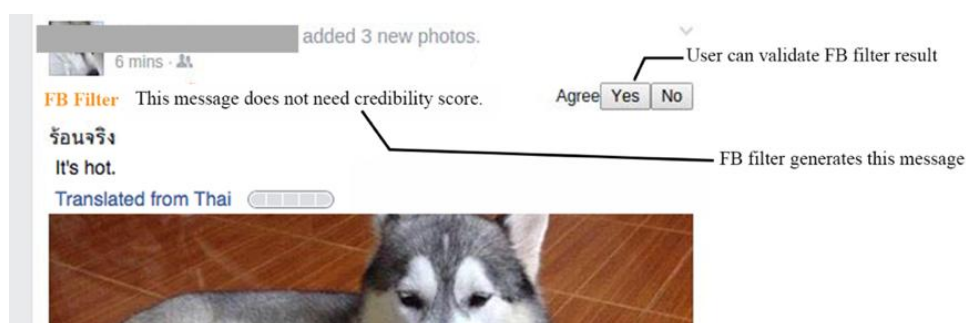 added 3 new photos.
6 mins ·
User can validate FB filter result
FB Filter This message does not need credibility score. Agree Yes No
ร้อนจริง
It's hot.
FB filter generates this message
Translated from Thai